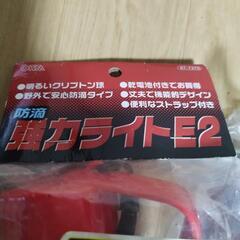 ●明るいクリプトン球
●野外で安心防滴タイプ
●乾電池付きでお買得
●丈夫で機能的デザイン
●便利なストラップ付き
防滴
強力ライトE2